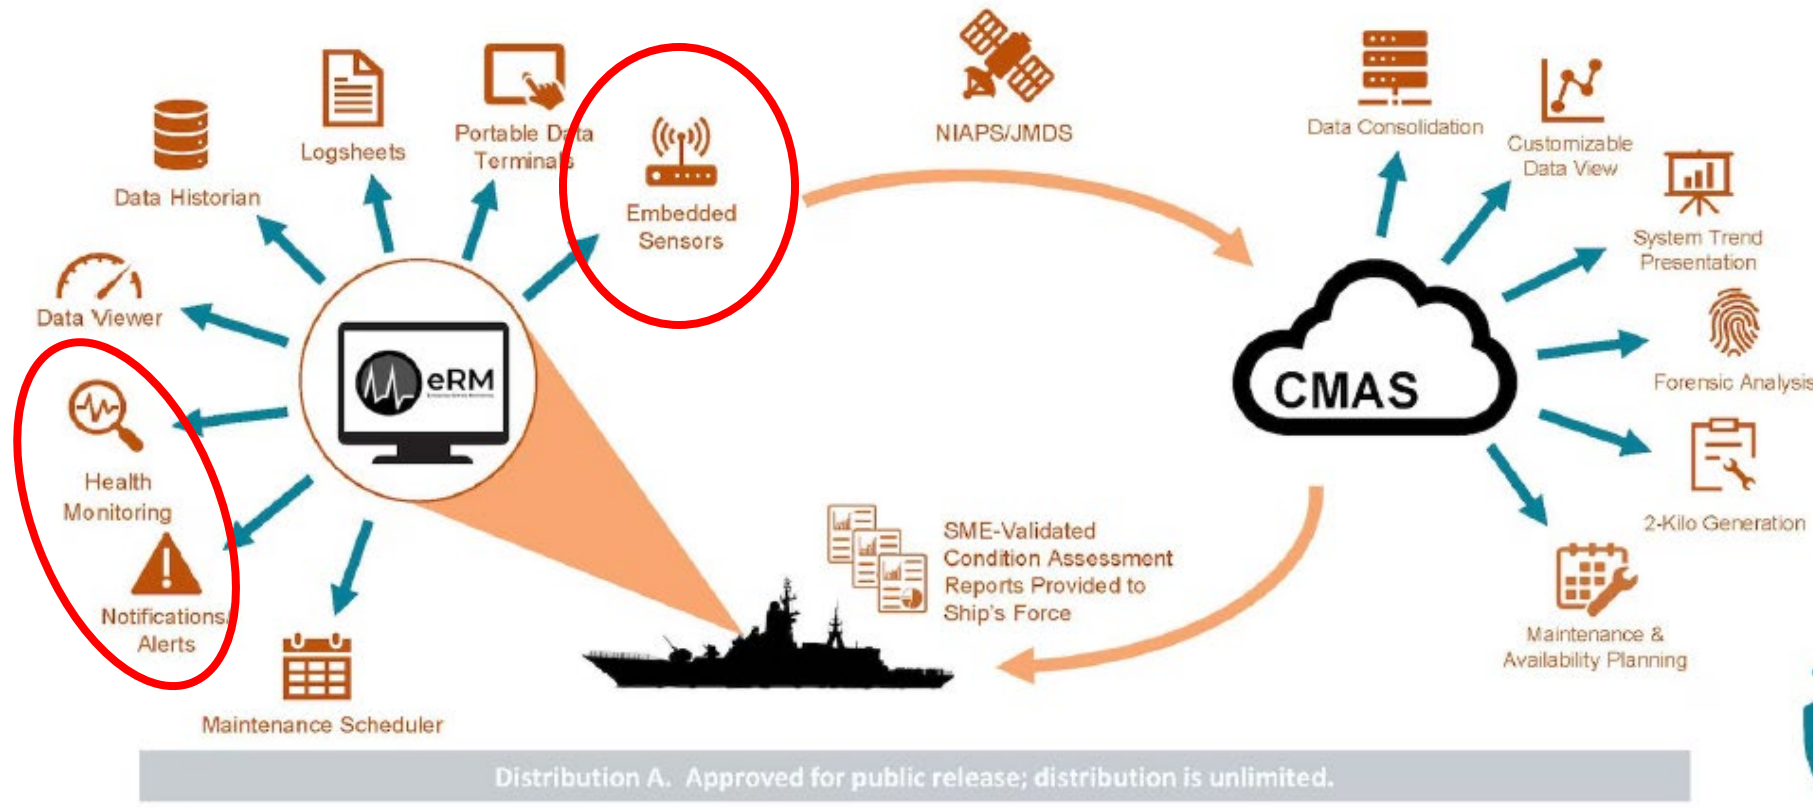 Logsheets
Portable Data
Terminals
Data Historian
Embedded
Sensors
Data Viewer
eRM
Health
Monitoring
Notifications/
Alerts
Maintenance Scheduler
NIAPS/JMDS
CMAS
Data Consolidation
Customizable
Data View
System Trend
Presentation
Forensic Analysis
2-Kilo Generation
Maintenance &
Availability Planning
SME-Validated
Condition Assessment
Reports Provided to
Ship's Force
Distribution A. Approved for public release; distribution is unlimited.